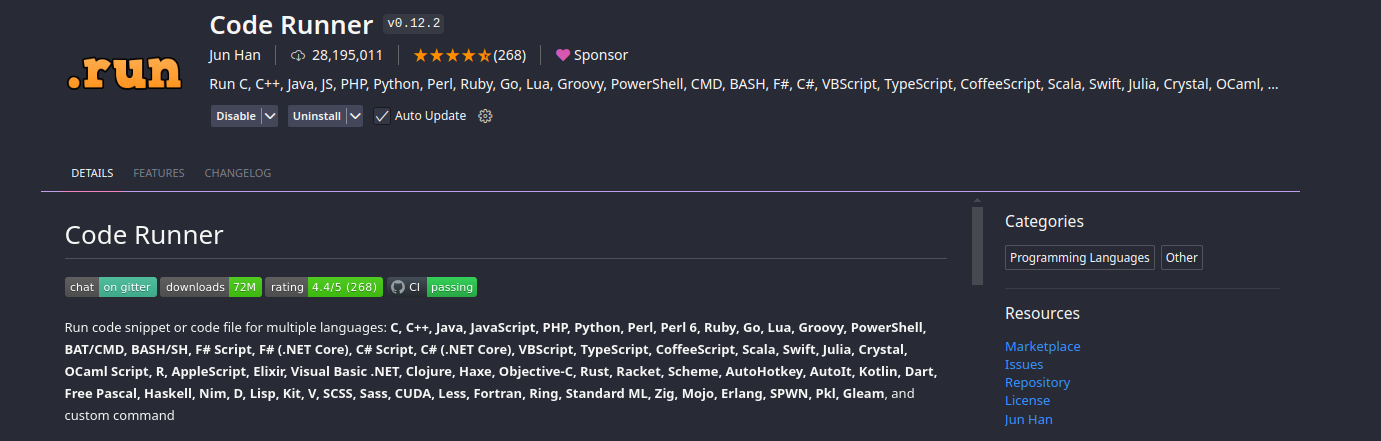 .run
Code Runner v0.12.2
Jun Han 28,195,011 (268) Sponsor
Run C, C++, Java, JS, PHP, Python, Perl, Ruby, Go, Lua, Groovy, PowerShell, CMD, BASH, F#, C#, VBScript, TypeScript, CoffeeScript, Scala, Swift, Julia, Crystal, OCaml, ...
Disable Uninstall Auto Update
DETAILS FEATURES CHANGELOG
Code Runner
chat on gitter downloads 72M rating 4.4/5 (268) CI passing
Run code snippet or code file for multiple languages: C, C++, Java, JavaScript, PHP, Python, Perl, Perl 6, Ruby, Go, Lua, Groovy, PowerShell,
BAT/CMD, BASH/SH, F# Script, F# (.NET Core), C# Script, C# (.NET Core), VBScript, TypeScript, CoffeeScript, Scala, Swift, Julia, Crystal,
OCaml Script, R, AppleScript, Elixir, Visual Basic .NET, Clojure, Haxe, Objective-C, Rust, Racket, Scheme, AutoHotkey, AutoIt, Kotlin, Dart,
Free Pascal, Haskell, Nim, D, Lisp, Kit, V, SCSS, Sass, CUDA, Less, Fortran, Ring, Standard ML, Zig, Mojo, Erlang, SPWN, Pkl, Gleam, and
custom command
Categories
Programming Languages Other
Resources
Marketplace
Issues
Repository
License
Jun Han